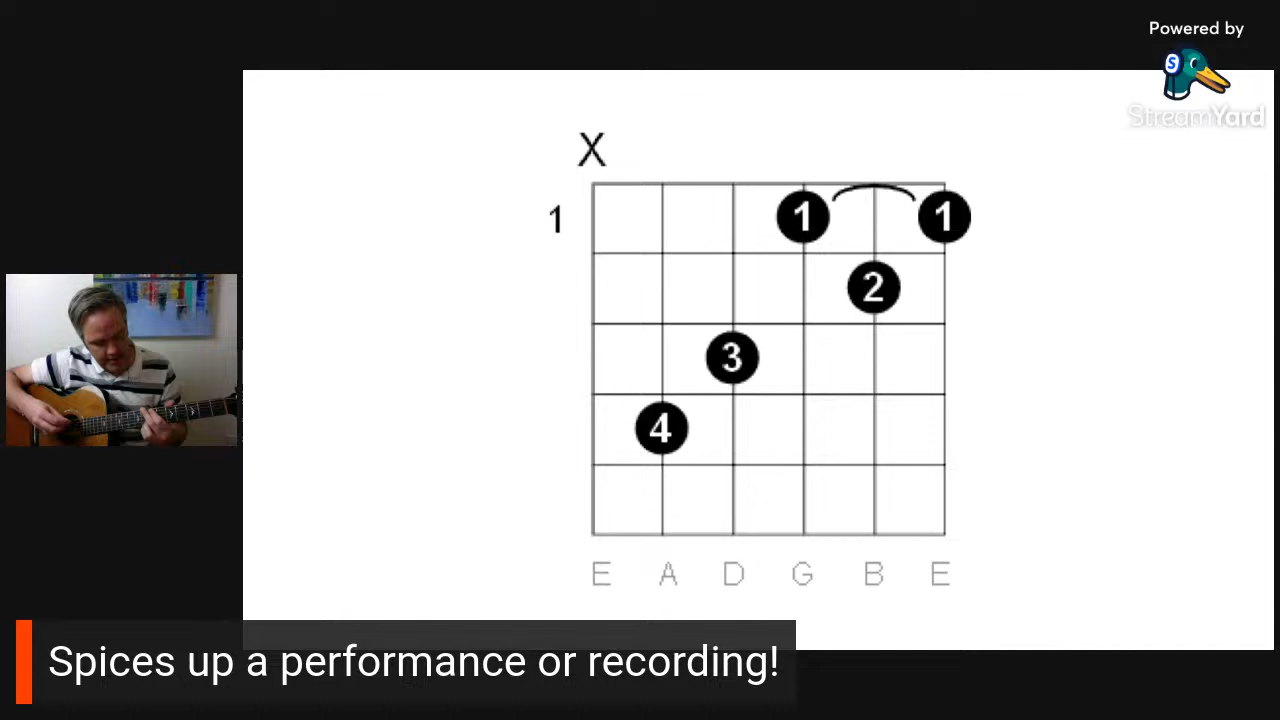 Powered by
StreamYard
X
1
1 1
2
3
4
E A D G B E
Spices up a performance or recording!